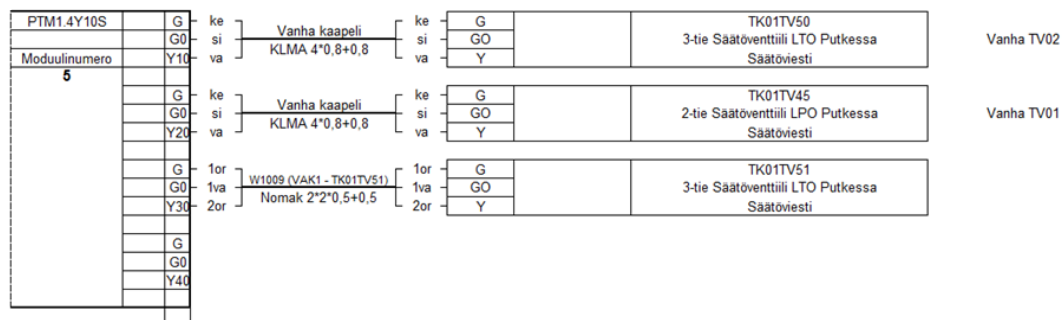 PTM1.4Y10S G ke Vanha kaapeli ke G TK01TV50
G0 si KLMA 4*0,8+0,8 si GO 3-tie Säätöventtiili LTO Putkessa Vanha TV02
Moduulinumero Y10 va va Y Säätöviesti
5
G ke Vanha kaapeli ke G TK01TV45
G0 si KLMA 4*0,8+0,8 si GO 2-tie Säätöventtiili LPO Putkessa Vanha TV01
Y20 va va Y Säätöviesti
G 1or W1009 (VAK1 - TK01TV51) 1or G TK01TV51
G0 1va Nomak 2*2*0,5+0,5 1va GO 3-tie Säätöventtiili LTO Putkessa
Y30 2or 2or Y Säätöviesti
G
G0
Y40